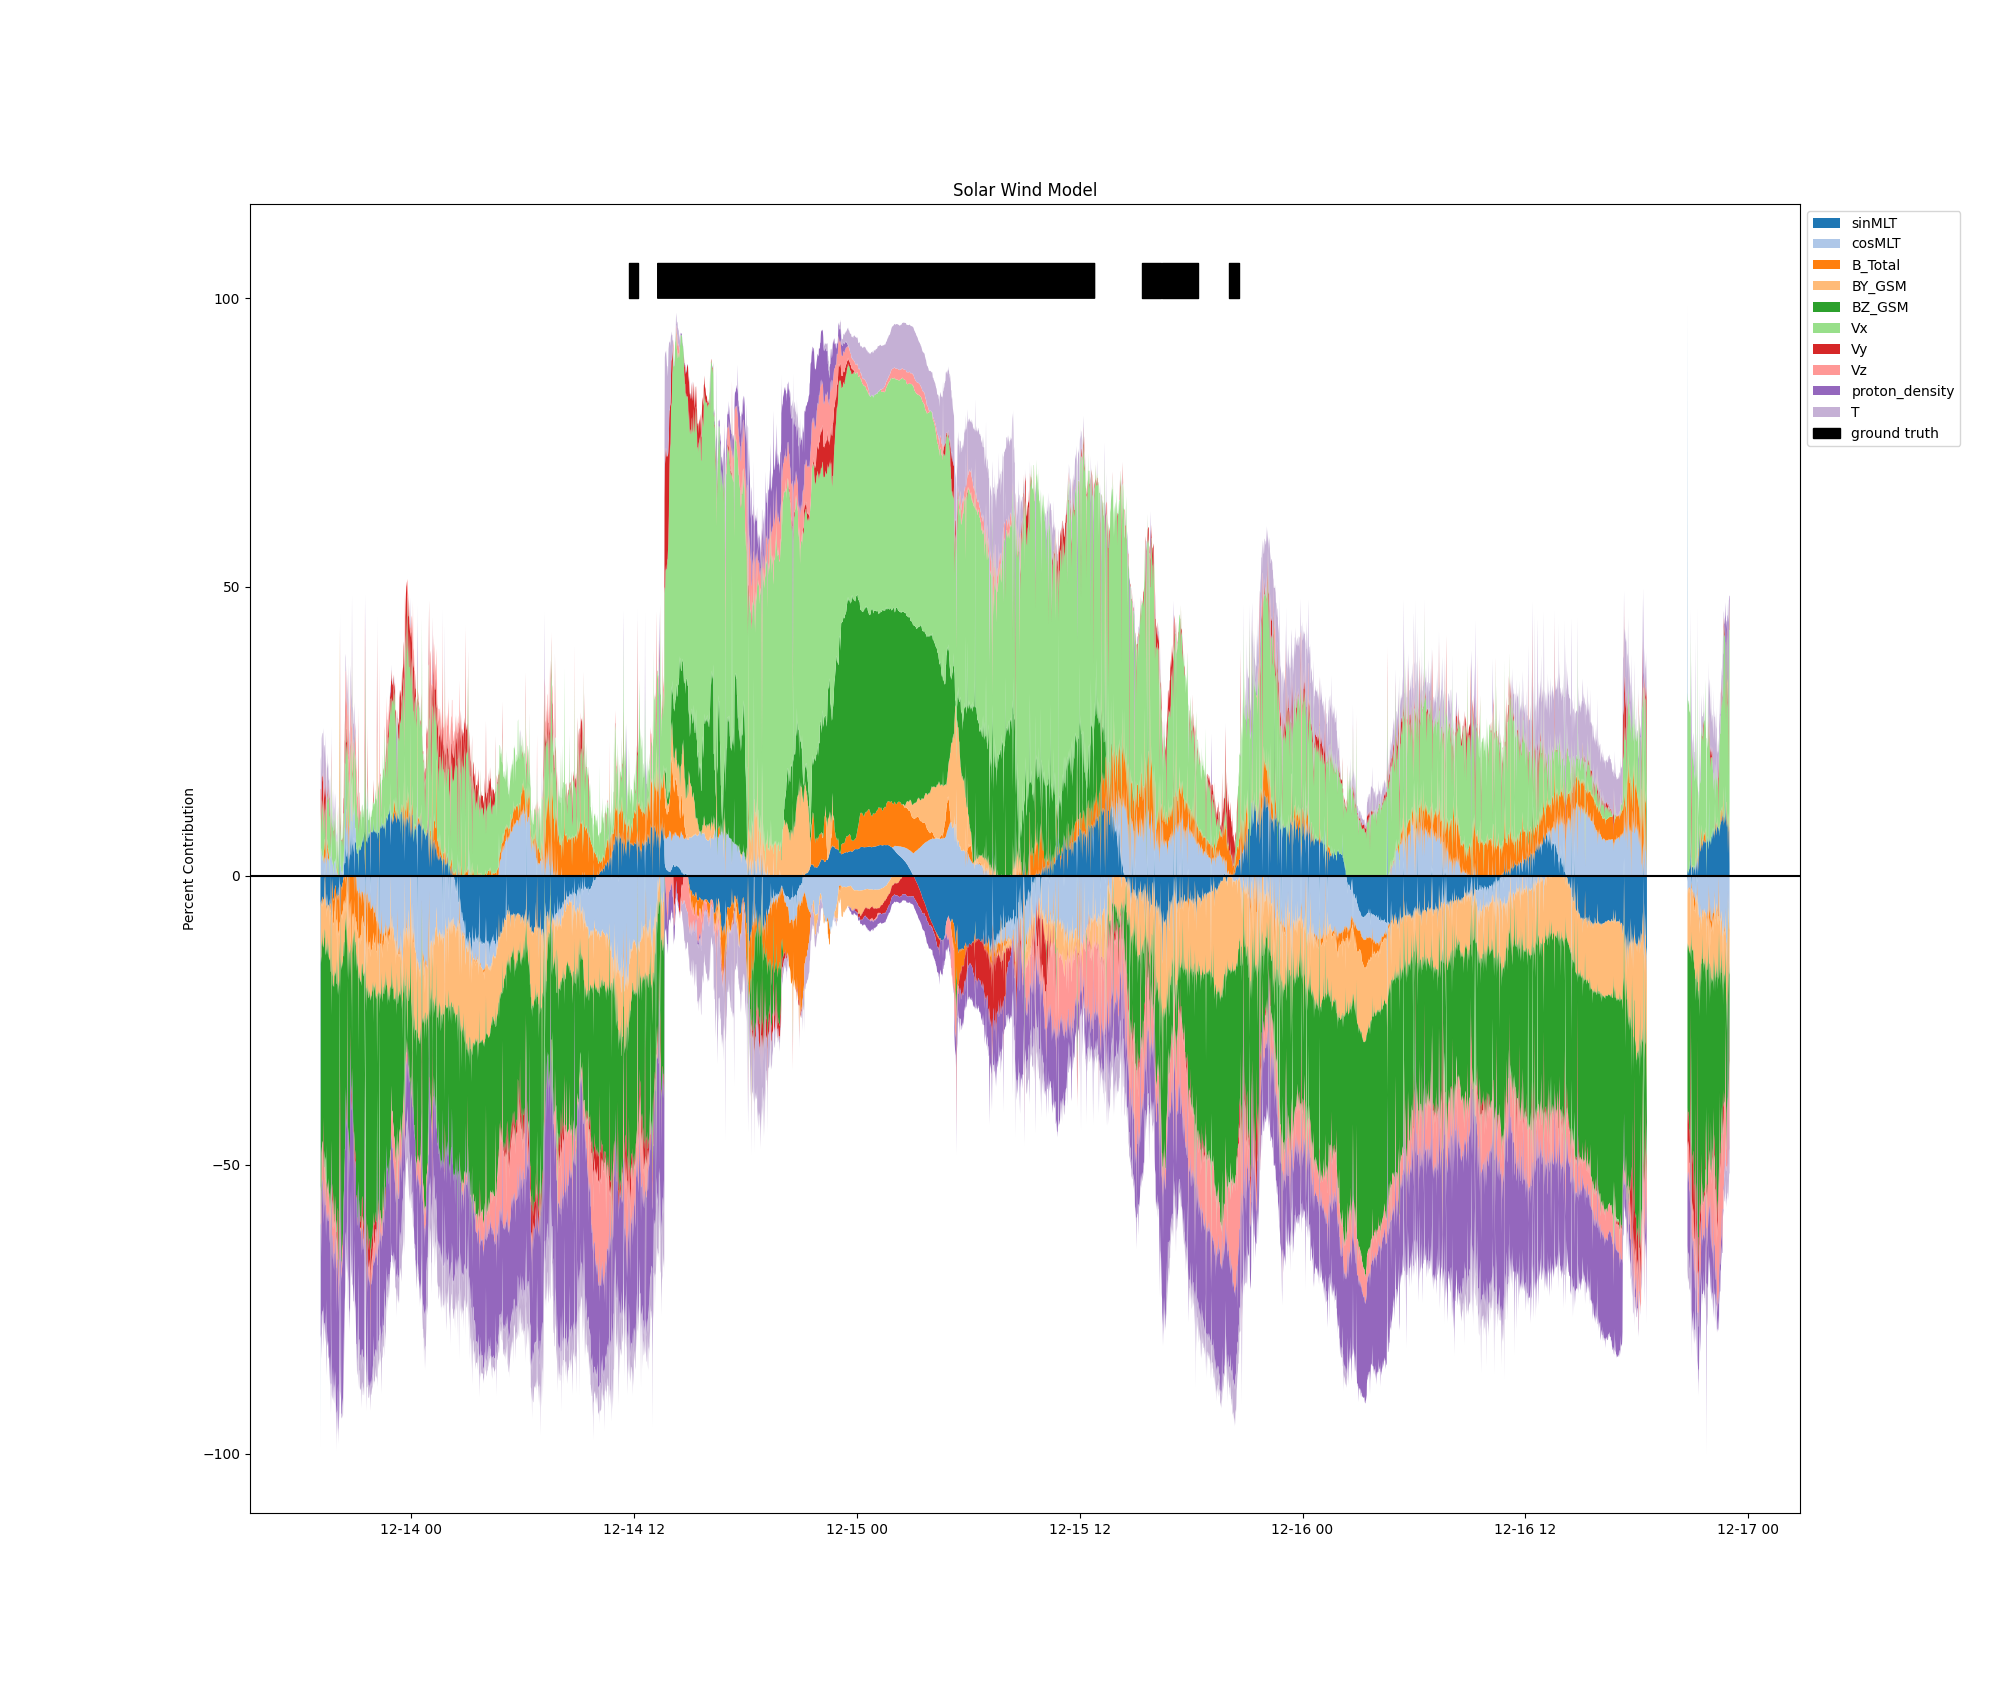 Solar Wind Model
sinMLT
cosMLT
B_Total
BY_GSM
BZ_GSM
Vx
Vy
Vz
proton_density
T
ground truth
Percent Contribution
100
50
0
−50
−100
12-14 00
12-14 12
12-15 00
12-15 12
12-16 00
12-16 12
12-17 00